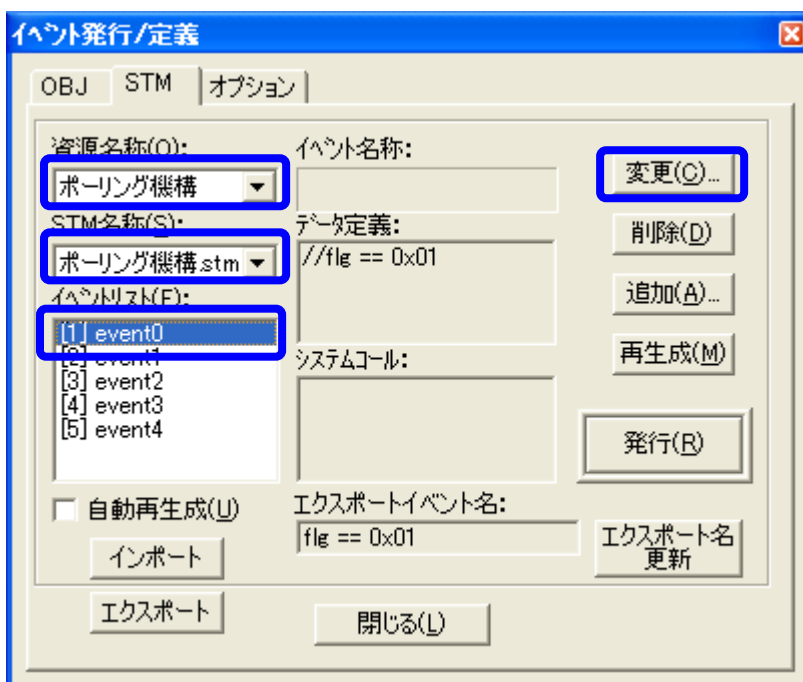 イベント発行/定義
OBJ STM オプション
資源名称(O):
ポーリング機構
STM名称(S):
ポーリング機構.stm
イベントリスト(E):
[1] event0
[2] event1
[3] event2
[4] event3
[5] event4
自動再生成(U)
インポート
エクスポート
イベント名称:
データ定義:
//flg == 0x01
システムコール:
エクスポートイベント名:
flg == 0x01
閉じる(L)
変更(C)...
削除(D)
追加(A)...
再生成(M)
発行(R)
エクスポート名
更新